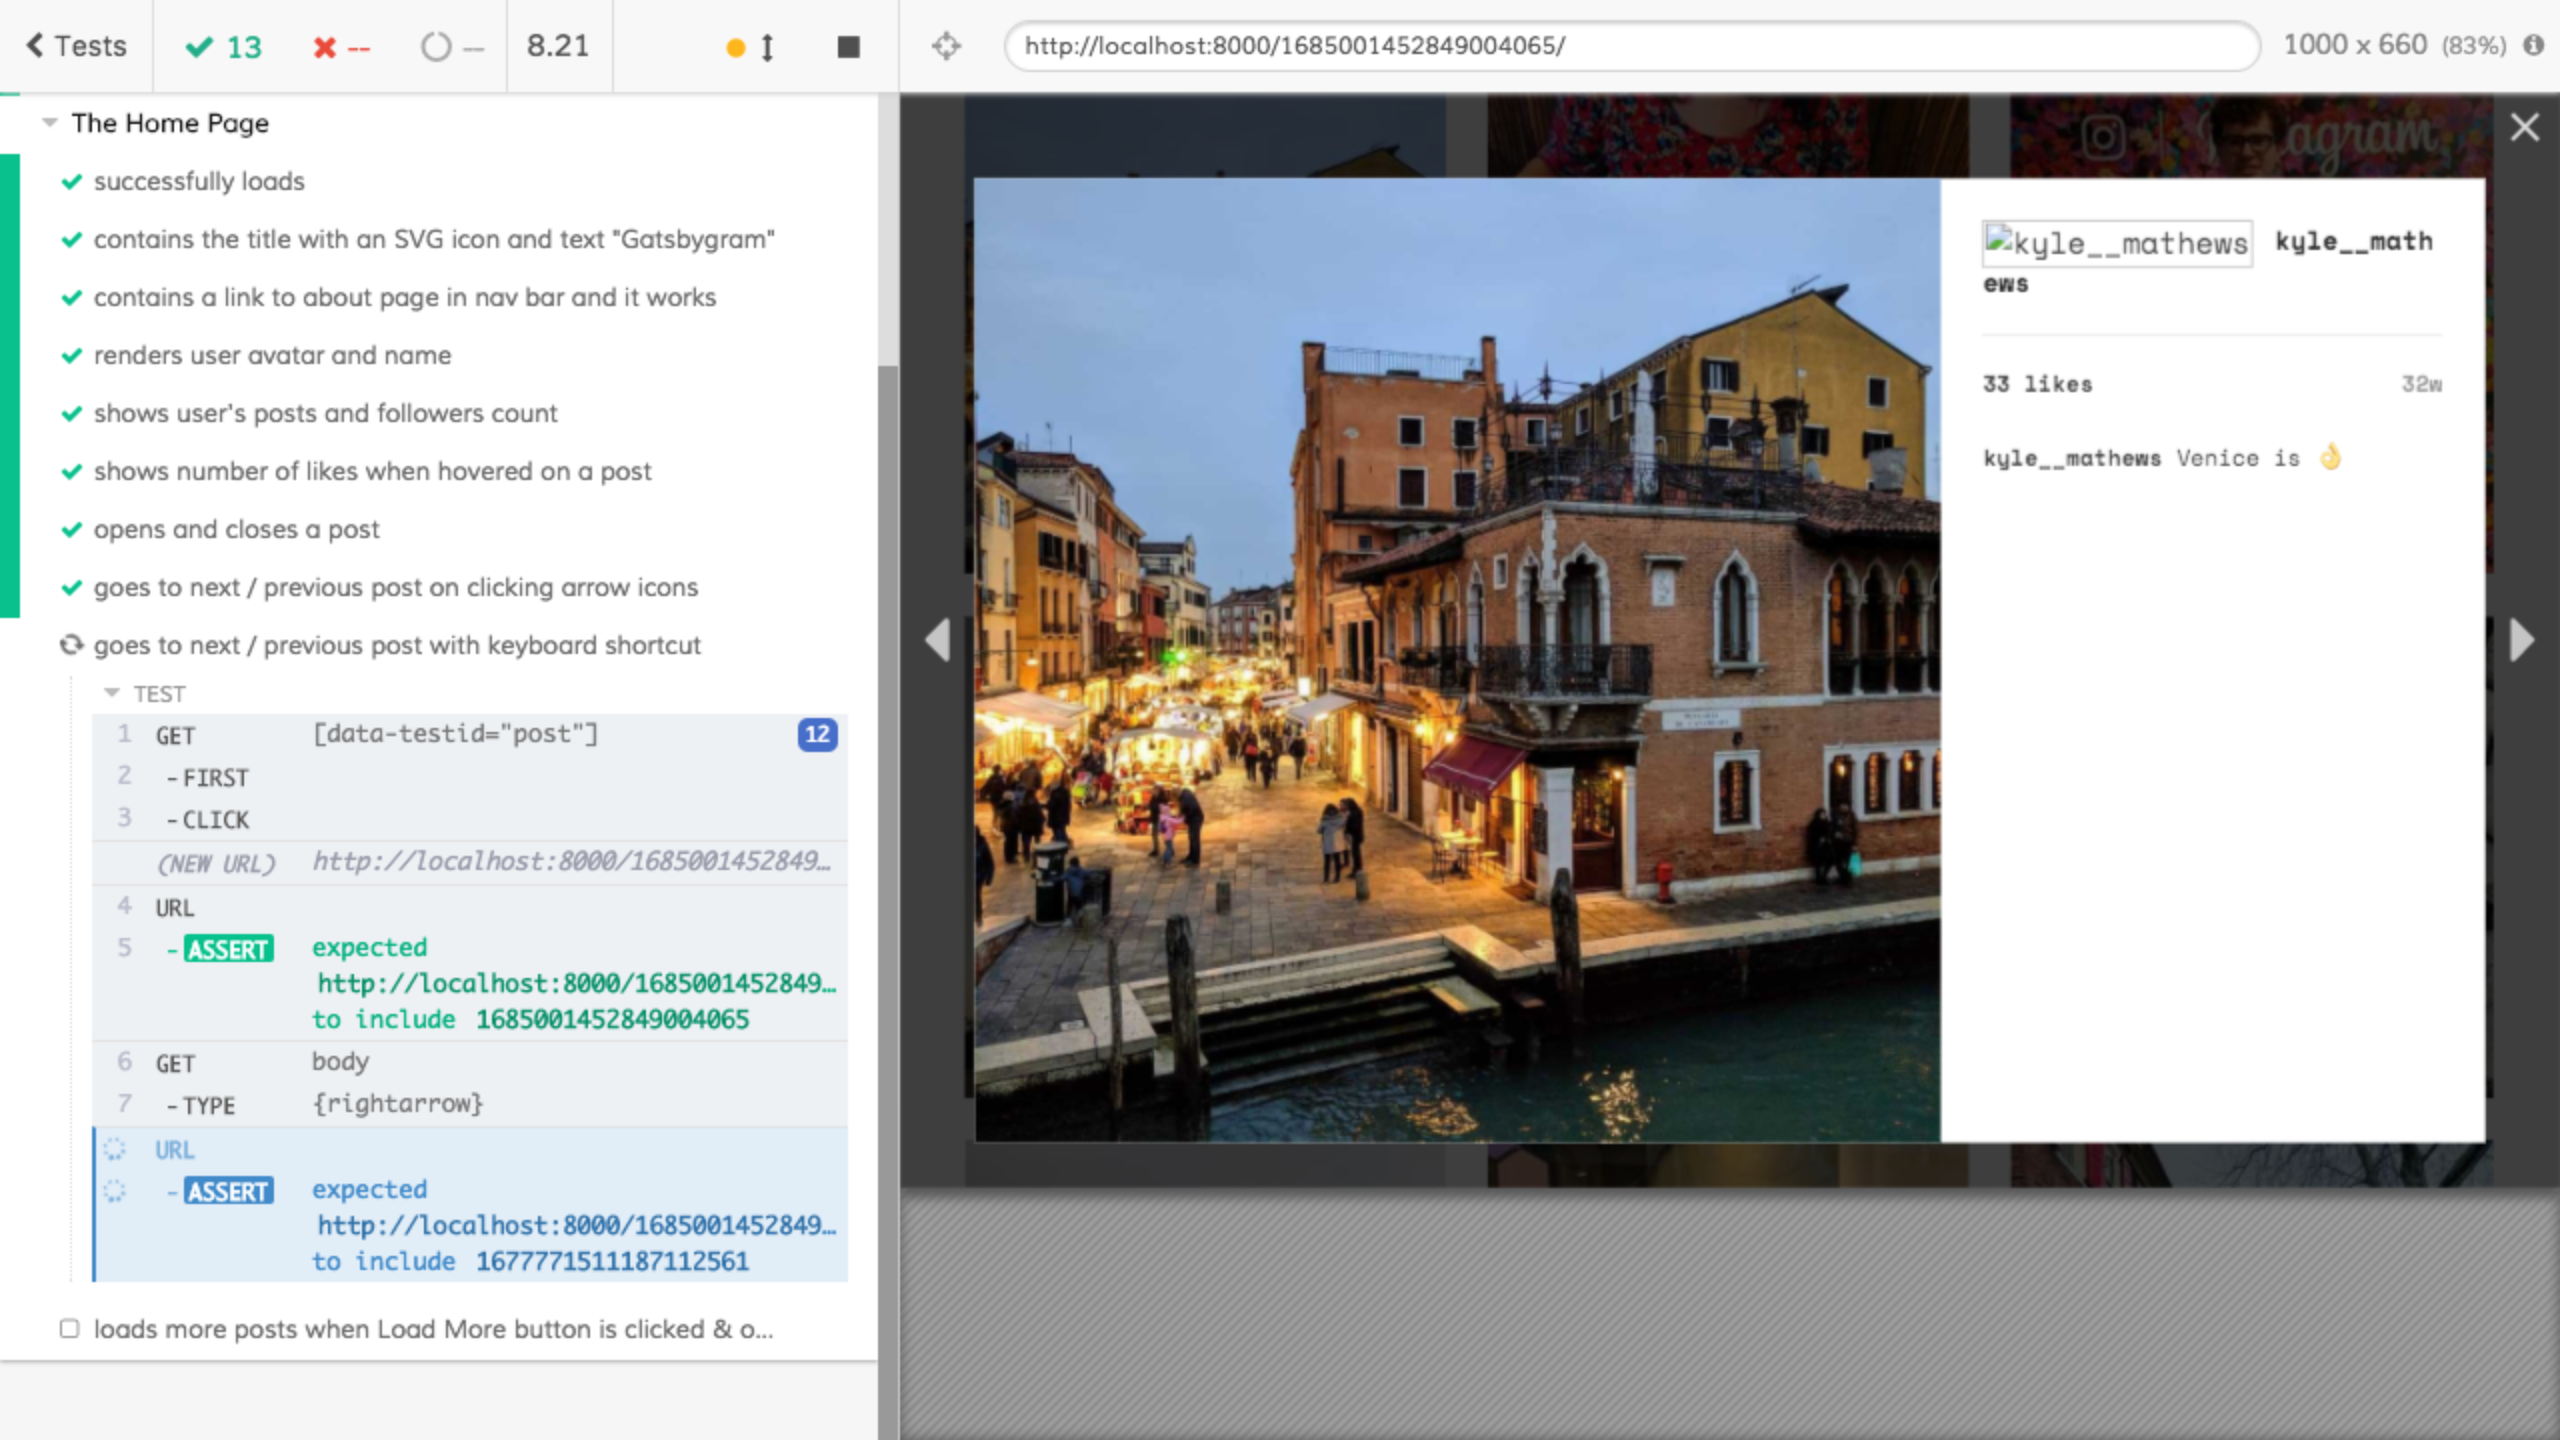 Tests
13
--
--
8.21
http://localhost:8000/1685001452849004065/
1000 x 660 (83%)
The Home Page
successfully loads
contains the title with an SVG icon and text "Gatsbygram"
contains a link to about page in nav bar and it works
renders user avatar and name
shows user's posts and followers count
shows number of likes when hovered on a post
opens and closes a post
goes to next / previous post on clicking arrow icons
goes to next / previous post with keyboard shortcut
TEST
1 GET [data-testid="post"] 12
2 -FIRST
3 -CLICK
(NEW URL) http://localhost:8000/1685001452849…
4 URL
5 -ASSERT expected
http://localhost:8000/1685001452849…
to include 1685001452849004065
6 GET body
7 -TYPE {rightarrow}
URL
-ASSERT expected
http://localhost:8000/1685001452849…
to include 1677771511187112561
loads more posts when Load More button is clicked & o...
agram
kyle__mathews kyle__math
ews
33 likes 32w
kyle__mathews Venice is 👌